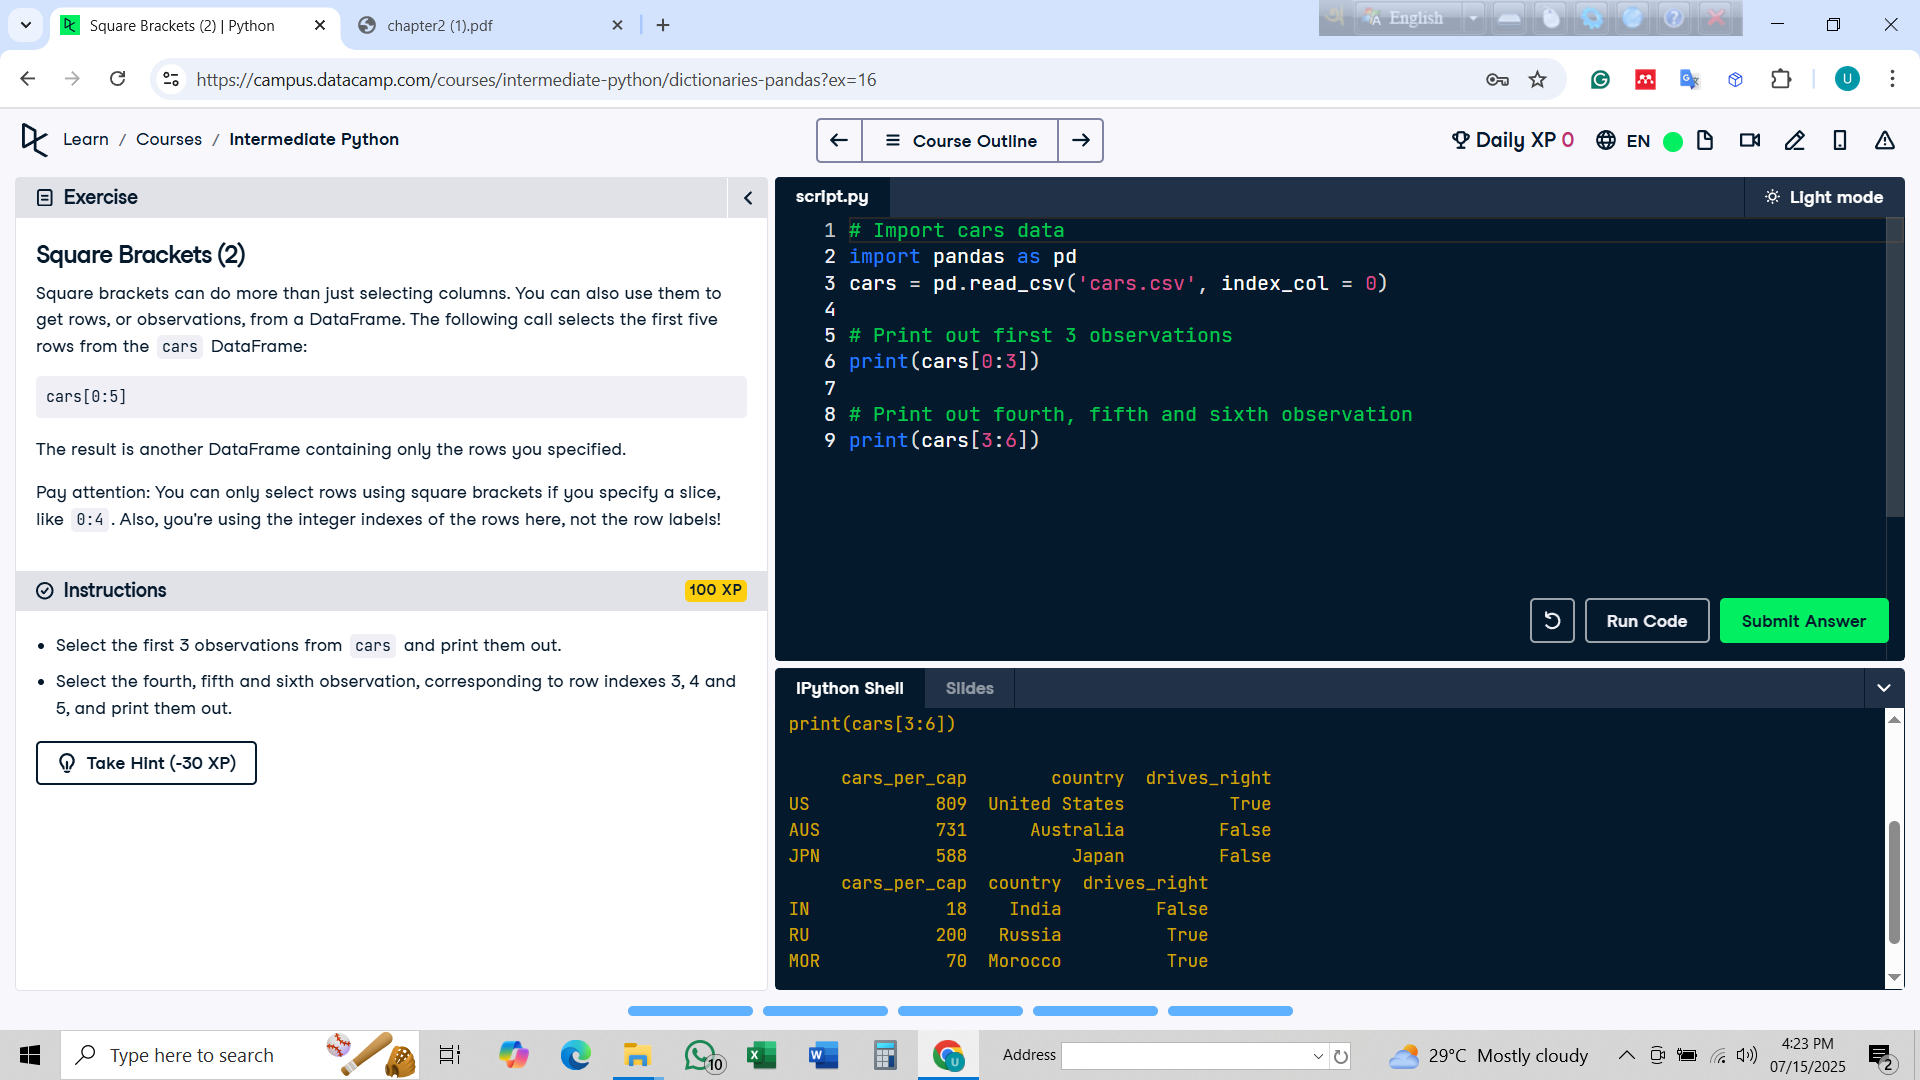 Square Brackets (2) | Python
chapter2 (1).pdf
English
https://campus.datacamp.com/courses/intermediate-python/dictionaries-pandas?ex=16
U
Learn / Courses / Intermediate Python
Course Outline
Daily XP 0
EN
Exercise
Square Brackets (2)
Square brackets can do more than just selecting columns. You can also use them to
get rows, or observations, from a DataFrame. The following call selects the first five
rows from the cars DataFrame:
cars[0:5]
The result is another DataFrame containing only the rows you specified.
Pay attention: You can only select rows using square brackets if you specify a slice,
like 0:4. Also, you're using the integer indexes of the rows here, not the row labels!
Instructions
100 XP
Select the first 3 observations from cars and print them out.
Select the fourth, fifth and sixth observation, corresponding to row indexes 3, 4 and
5, and print them out.
Take Hint (-30 XP)
script.py
Light mode
1 # Import cars data
2 import pandas as pd
3 cars = pd.read_csv('cars.csv', index_col = 0)
4
5 # Print out first 3 observations
6 print(cars[0:3])
7
8 # Print out fourth, fifth and sixth observation
9 print(cars[3:6])
Run Code
Submit Answer
IPython Shell
Slides
print(cars[3:6])
cars_per_cap country drives_right
US 809 United States True
AUS 731 Australia False
JPN 588 Japan False
cars_per_cap country drives_right
IN 18 India False
RU 200 Russia True
MOR 70 Morocco True
Type here to search
10
Address
29°C Mostly cloudy
4:23 PM
07/15/2025
2